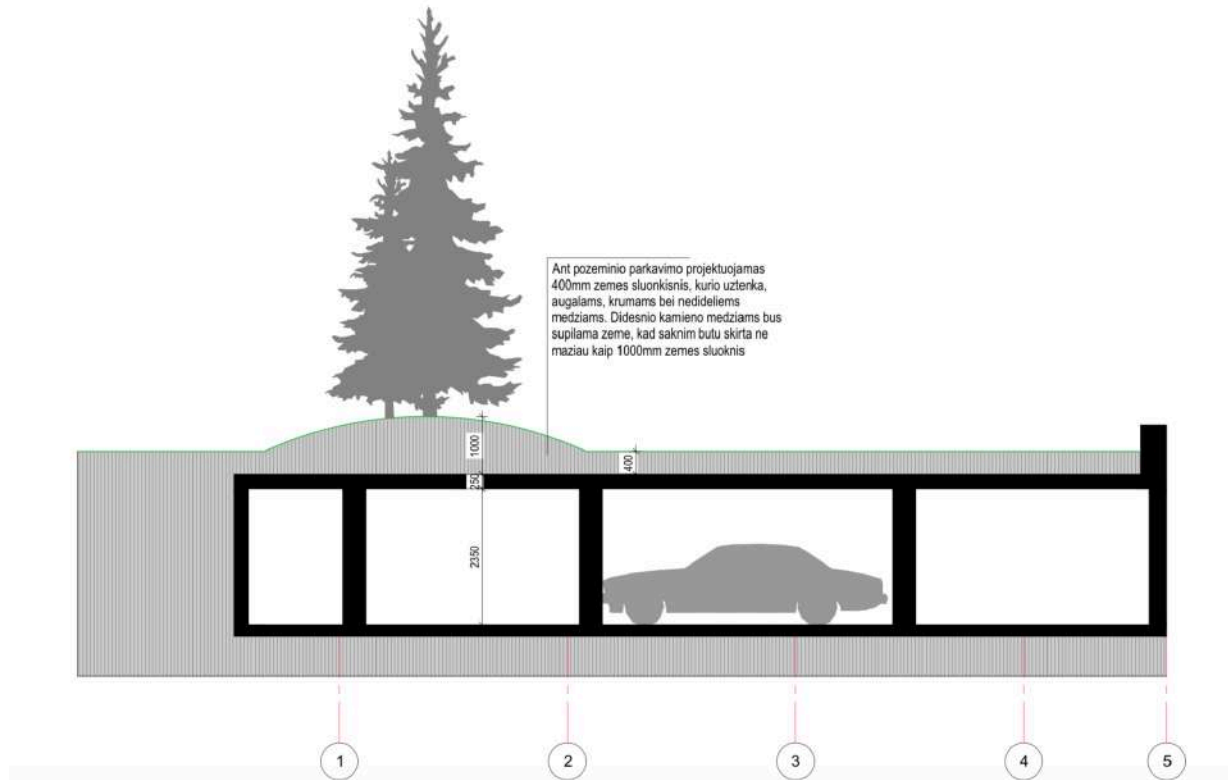 Ant pozeminio parkavimo projektuojamas
400mm zemes sluonkisnis, kurio uztenka,
augalams, krumams bei nedideliems
medziams. Didesnio kamieno medziams bus
supilama zeme, kad saknim butu skirta ne
maziau kaip 1000mm zemes sluoknis
1000
400
250
2350
1
2
3
4
5